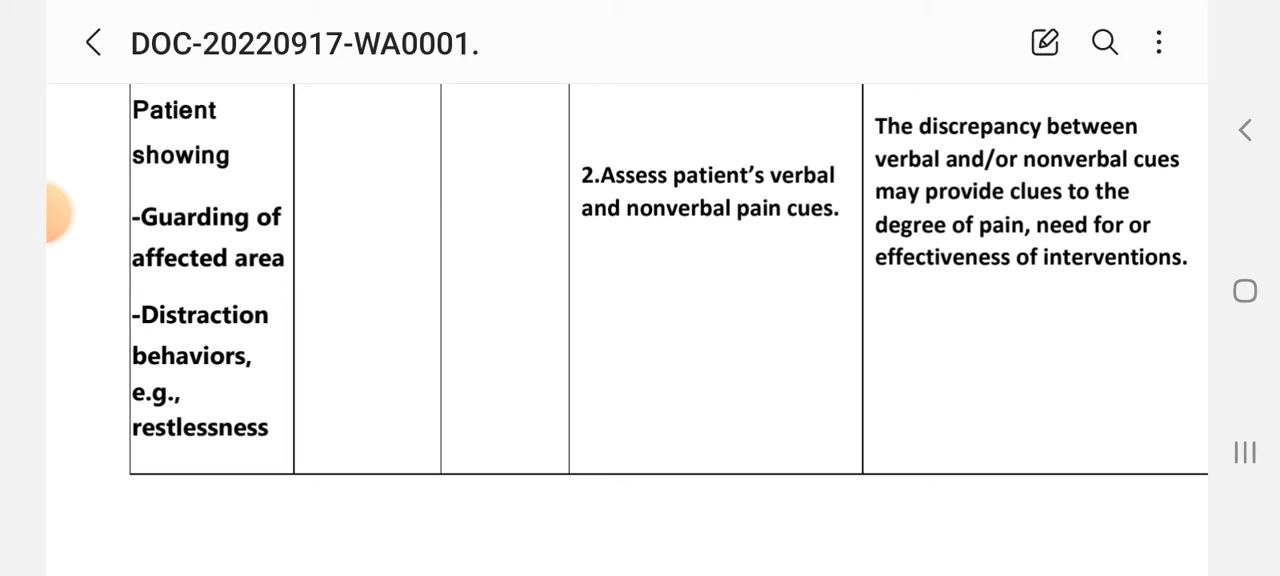 DOC-20220917-WA0001.
Patient
showing
-Guarding of
affected area
-Distraction
behaviors,
e.g.,
restlessness
2.Assess patient’s verbal
and nonverbal pain cues.
The discrepancy between
verbal and/or nonverbal cues
may provide clues to the
degree of pain, need for or
effectiveness of interventions.